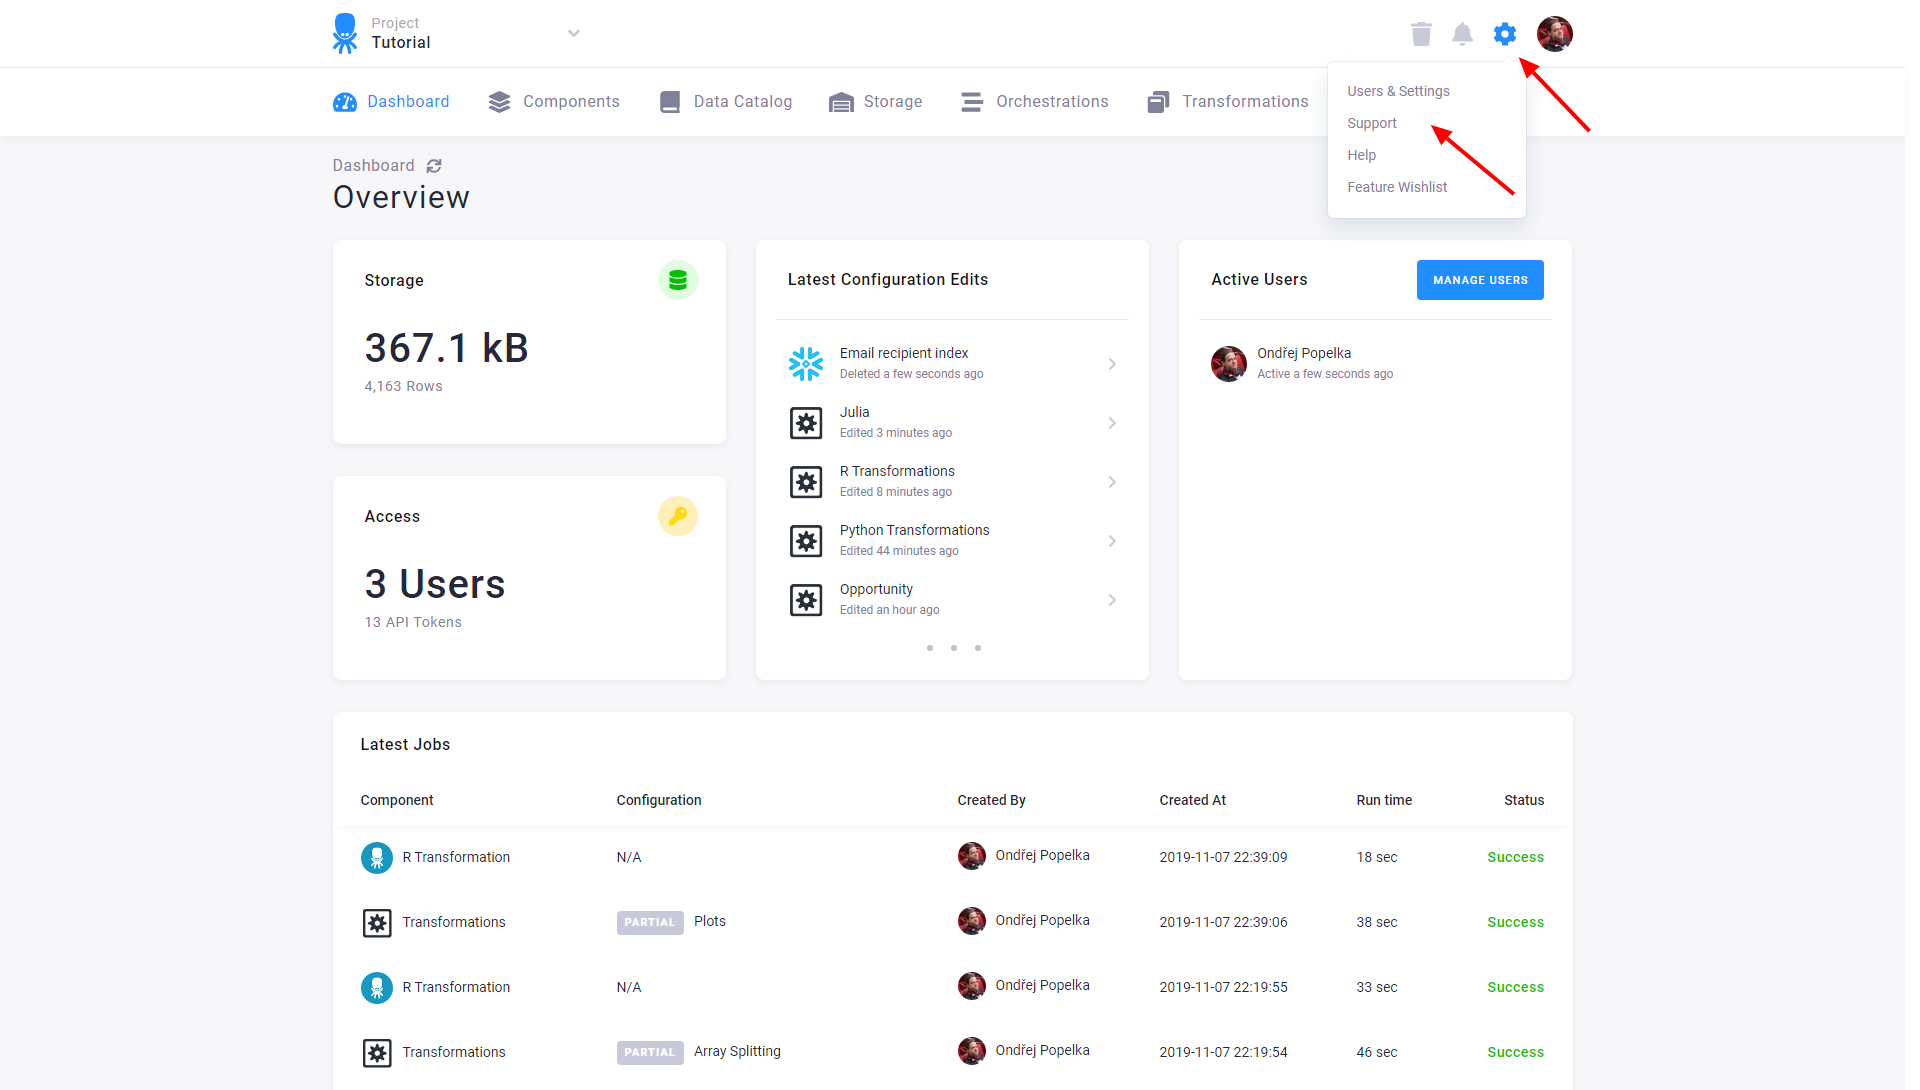 Project
Tutorial
Dashboard
Components
Data Catalog
Storage
Orchestrations
Transformations
Users & Settings
Support
Help
Feature Wishlist
Dashboard
Overview
Storage
367.1 kB
4,163 Rows
Access
3 Users
13 API Tokens
Latest Configuration Edits
Email recipient index
Deleted a few seconds ago
Julia
Edited 3 minutes ago
R Transformations
Edited 8 minutes ago
Python Transformations
Edited 44 minutes ago
Opportunity
Edited an hour ago
Active Users
MANAGE USERS
Ondřej Popelka
Active a few seconds ago
Latest Jobs
Component Configuration Created By Created At Run time Status
R Transformation N/A Ondřej Popelka 2019-11-07 22:39:09 18 sec Success
Transformations PARTIAL Plots Ondřej Popelka 2019-11-07 22:39:06 38 sec Success
R Transformation N/A Ondřej Popelka 2019-11-07 22:19:55 33 sec Success
Transformations PARTIAL Array Splitting Ondřej Popelka 2019-11-07 22:19:54 46 sec Success